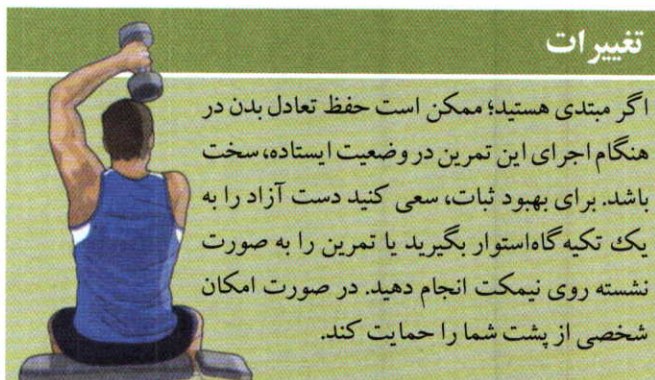 تغییرات
اگر مبتدی هستید؛ ممکن است حفظ تعادل بدن در
هنگام اجرای این تمرین در وضعیت ایستاده، سخت
باشد. برای بهبود ثبات، سعی کنید دست آزاد را به
یک تکیه گاه استوار بگیرید یا تمرین را به صورت
نشسته روی نیمکت انجام دهید. در صورت امکان
شخصی از پشت شما را حمایت کند.